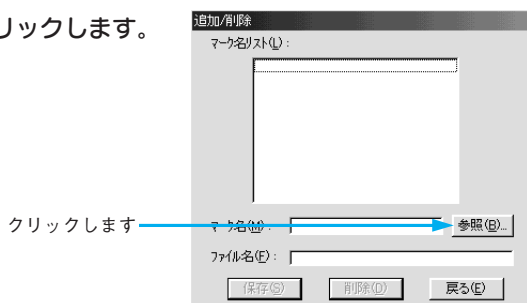 リックします。
追加/削除
マーク名リスト(L):
クリックします
マーク名(M):
参照(B)...
ファイル名(F):
保存(S)
削除(D)
戻る(E)